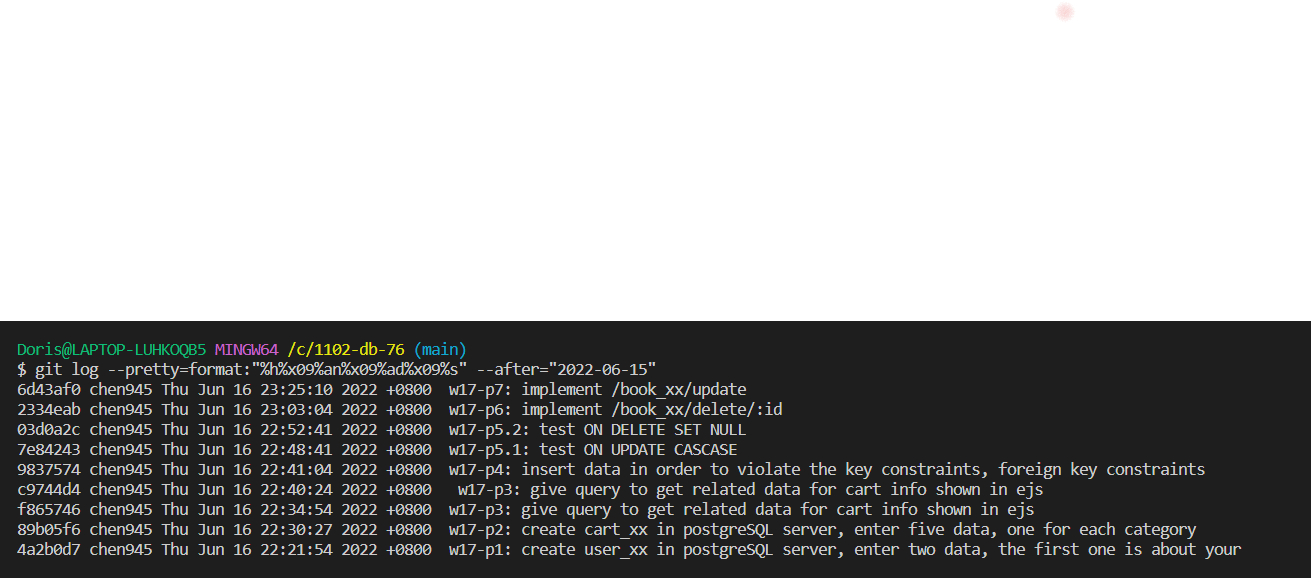 Doris@LAPTOP-LUHKOQB5 MINGW64 /c/1102-db-76 (main)
$ git log --pretty=format:"%h%x09%an%x09%ad%x09%s" --after="2022-06-15"
6d43af0 chen945 Thu Jun 16 23:25:10 2022 +0800  w17-p7: implement /book_xx/update
2334eab chen945 Thu Jun 16 23:03:04 2022 +0800  w17-p6: implement /book_xx/delete/:id
03d0a2c chen945 Thu Jun 16 22:52:41 2022 +0800  w17-p5.2: test ON DELETE SET NULL
7e84243 chen945 Thu Jun 16 22:48:41 2022 +0800  w17-p5.1: test ON UPDATE CASCASE
9837574 chen945 Thu Jun 16 22:41:04 2022 +0800  w17-p4: insert data in order to violate the key constraints, foreign key constraints
c9744d4 chen945 Thu Jun 16 22:40:24 2022 +0800   w17-p3: give query to get related data for cart info shown in ejs
f865746 chen945 Thu Jun 16 22:34:54 2022 +0800  w17-p3: give query to get related data for cart info shown in ejs
89b05f6 chen945 Thu Jun 16 22:30:27 2022 +0800  w17-p2: create cart_xx in postgreSQL server, enter five data, one for each category
4a2b0d7 chen945 Thu Jun 16 22:21:54 2022 +0800  w17-p1: create user_xx in postgreSQL server, enter two data, the first one is about your